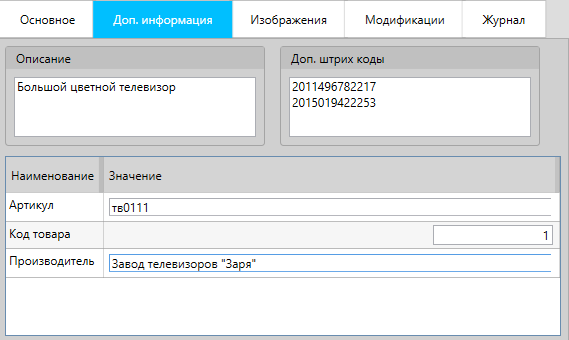 Основное Доп. информация Изображения Модификации Журнал
Описание
Большой цветной телевизор
Доп. штрих коды
2011496782217
2015019422253
Наименование Значение
Артикул тв0111
Код товара 1
Производитель Завод телевизоров "Заря"